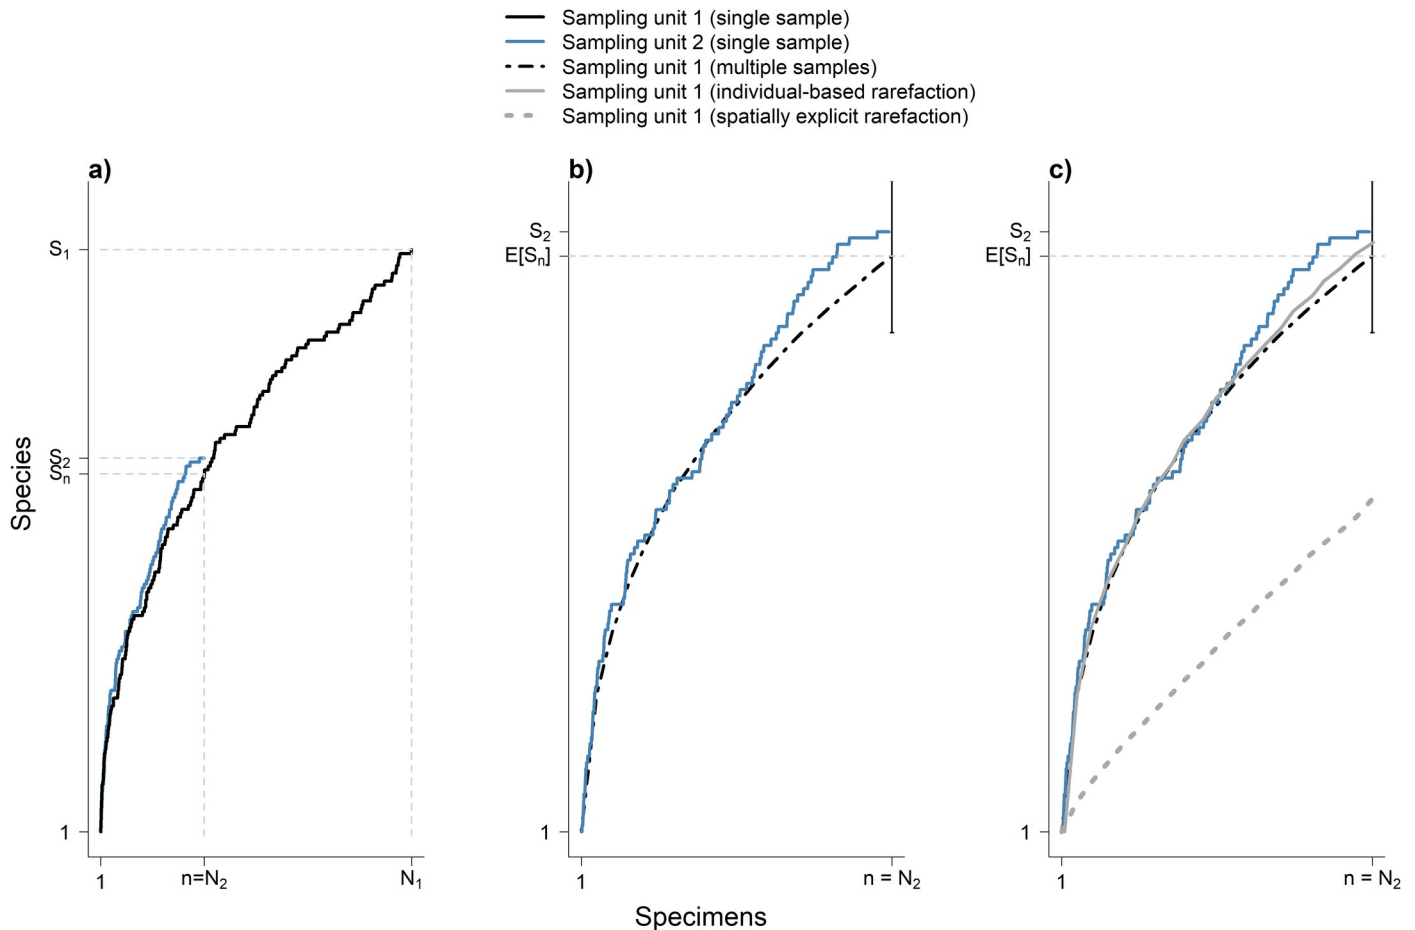 Sampling unit 1 (single sample)
Sampling unit 2 (single sample)
Sampling unit 1 (multiple samples)
Sampling unit 1 (individual-based rarefaction)
Sampling unit 1 (spatially explicit rarefaction)
a)
S₁
S₂
Sₙ
1
1
n=N₂
N₁
Species
b)
S₂
E[Sₙ]
1
1
n = N₂
Specimens
c)
S₂
E[Sₙ]
1
1
n = N₂